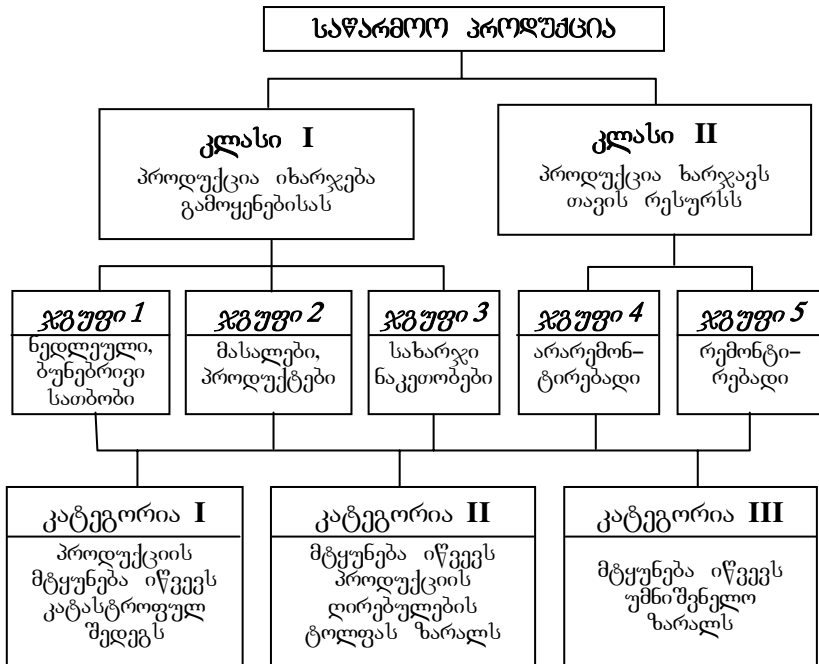 საწარმოო პროდუქცია
კლასი I
პროდუქცია იხარჯება
გამოყენებისას
კლასი II
პროდუქცია ხარჯავს
თავის რესურსს
ჯგუფი 1
ნედლეული,
ბუნებრივი
სათბობი
ჯგუფი 2
მასალები,
პროდუქტები
ჯგუფი 3
სახარჯი
ნაკეთობები
ჯგუფი 4
არარემონ–
ტირებადი
ჯგუფი 5
რემონტი–
რებადი
კატეგორია I
პროდუქციის
მტყუნება იწვევს
კატასტროფულ
შედეგს
კატეგორია II
მტყუნება იწვევს
პროდუქციის
ღირებულების
ტოლფას ზარალს
კატეგორია III
მტყუნება იწვევს
უმნიშვნელო
ზარალს